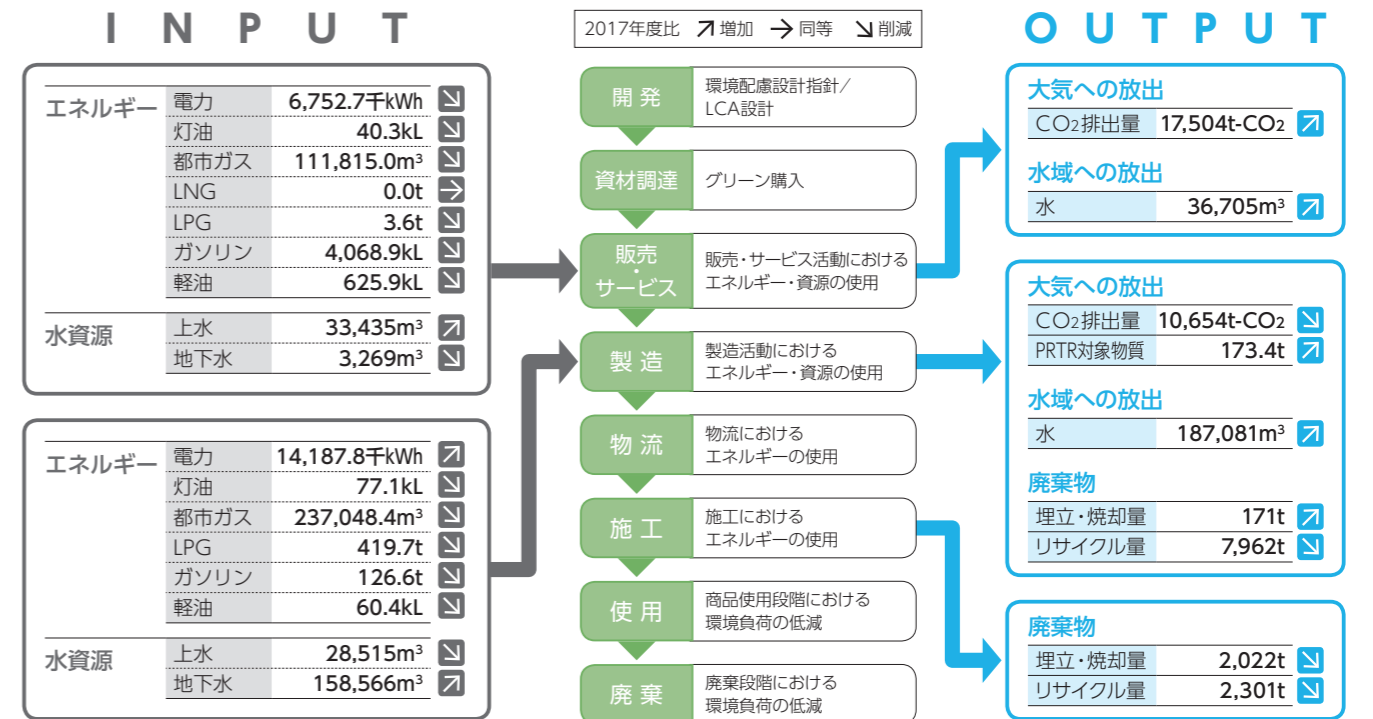 INPUT
2017年度比 増加 同等 削減
OUTPUT
エネルギー 電力 6,752.7千kWh
灯油 40.3kL
都市ガス 111,815.0m³
LNG 0.0t
LPG 3.6t
ガソリン 4,068.9kL
軽油 625.9kL
水資源 上水 33,435m³
地下水 3,269m³
エネルギー 電力 14,187.8千kWh
灯油 77.1kL
都市ガス 237,048.4m³
LPG 419.7t
ガソリン 126.6t
軽油 60.4kL
水資源 上水 28,515m³
地下水 158,566m³
開発
環境配慮設計指針/
LCA設計
資材調達
グリーン購入
販売
・
サービス
販売・サービス活動における
エネルギー・資源の使用
製造
製造活動における
エネルギー・資源の使用
物流
物流における
エネルギーの使用
施工
施工における
エネルギーの使用
使用
商品使用段階における
環境負荷の低減
廃棄
廃棄段階における
環境負荷の低減
大気への放出
CO₂排出量 17,504t-CO₂
水域への放出
水 36,705m³
大気への放出
CO₂排出量 10,654t-CO₂
PRTR対象物質 173.4t
水域への放出
水 187,081m³
廃棄物
埋立・焼却量 171t
リサイクル量 7,962t
廃棄物
埋立・焼却量 2,022t
リサイクル量 2,301t